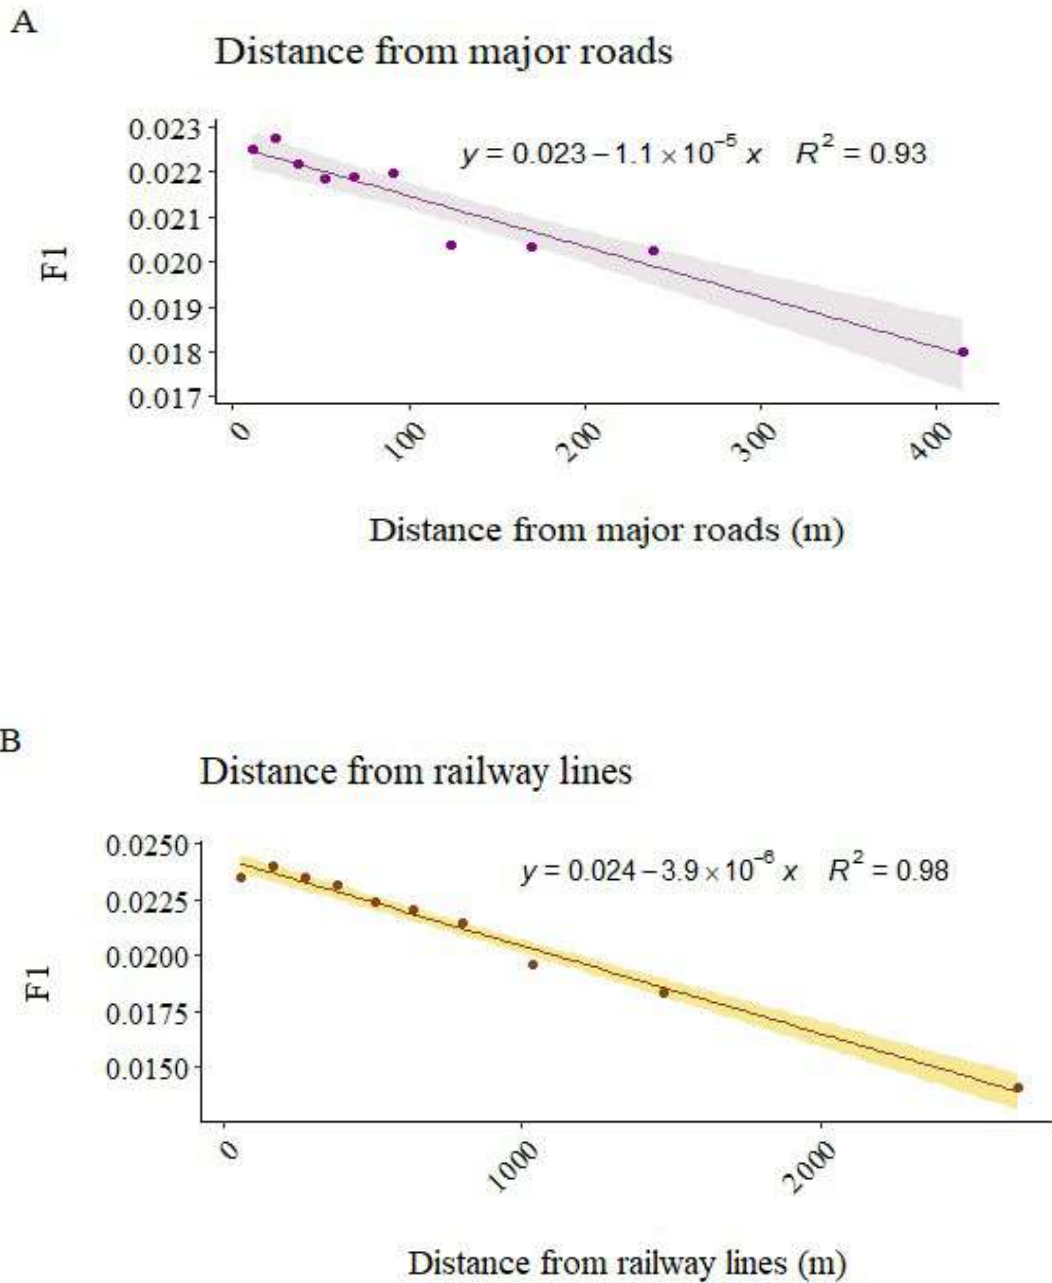 A
Distance from major roads
0.023
y = 0.023 − 1.1 × 10⁻⁵ x R² = 0.93
0.022
0.021
0.020
0.019
0.018
0.017
F1
0 100 200 300 400
Distance from major roads (m)
B
Distance from railway lines
0.0250
y = 0.024 − 3.9 × 10⁻⁶ x R² = 0.98
0.0225
0.0200
0.0175
0.0150
F1
0 1000 2000
Distance from railway lines (m)